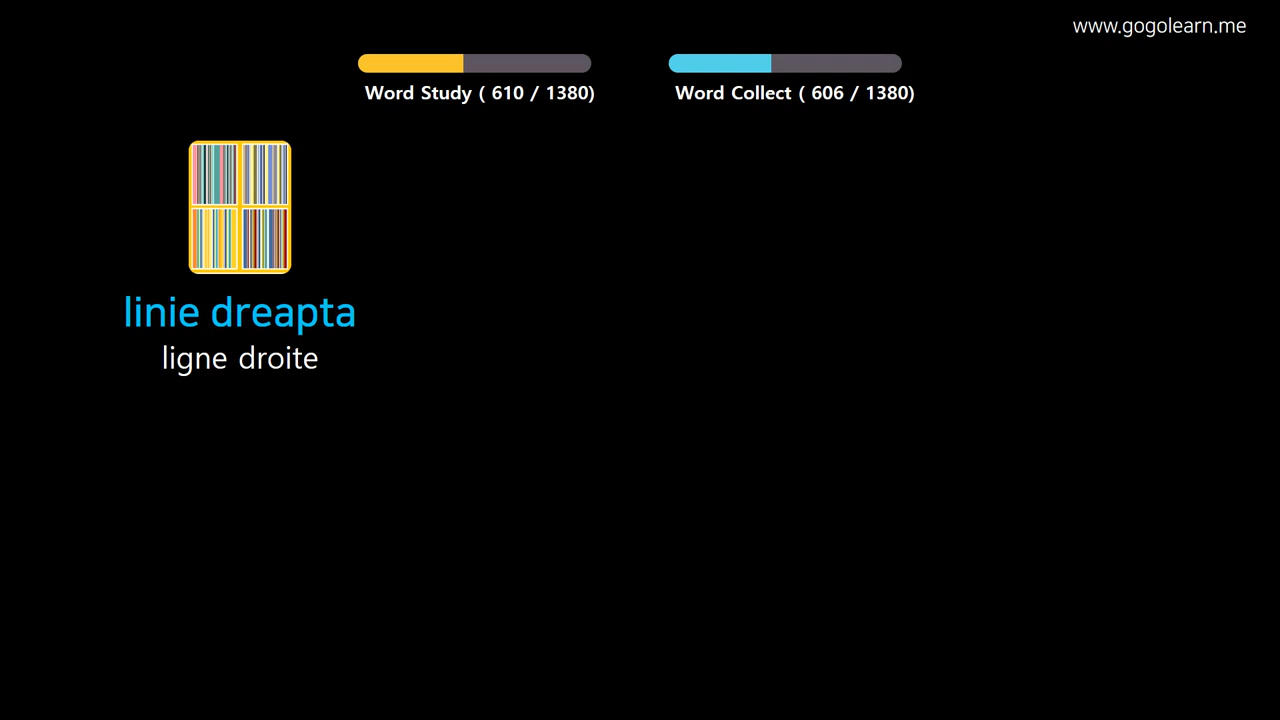 www.gogolearn.me
Word Study ( 610 / 1380)
Word Collect ( 606 / 1380)
linie dreapta
ligne droite